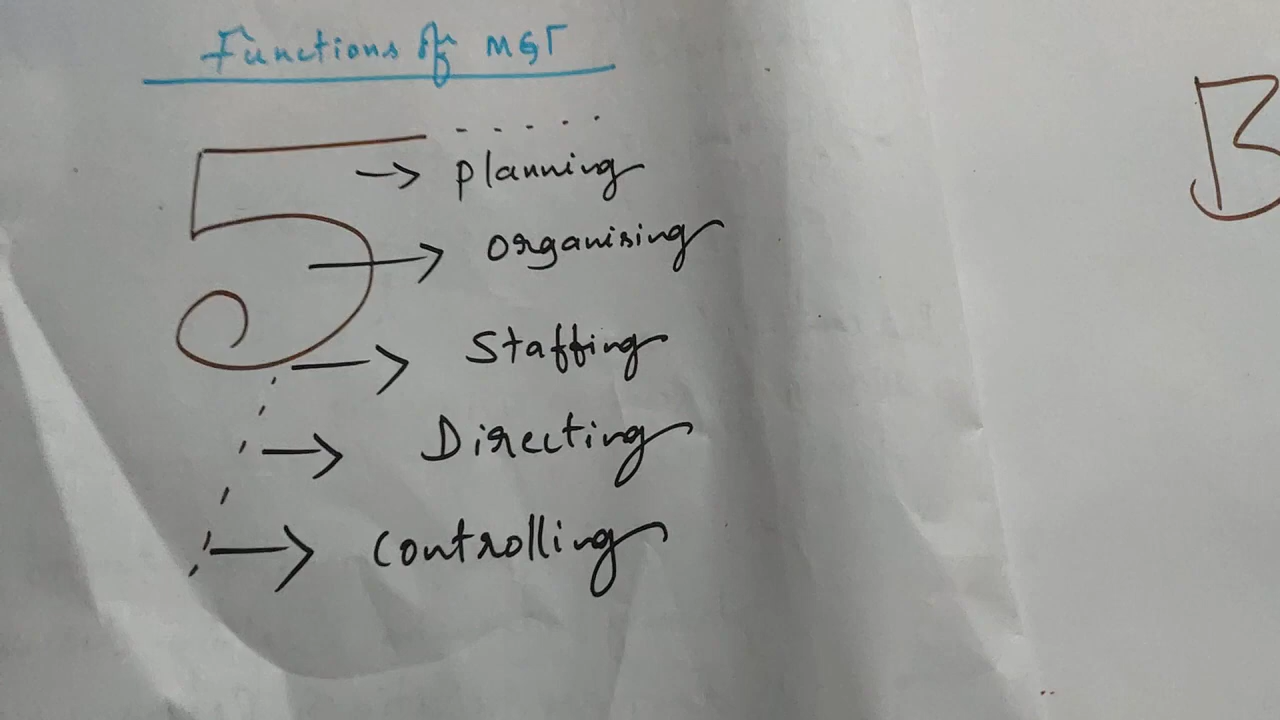 Functions of MGT
5
→ planning
→ organising
→ Staffing
→ Directing
→ controlling
B